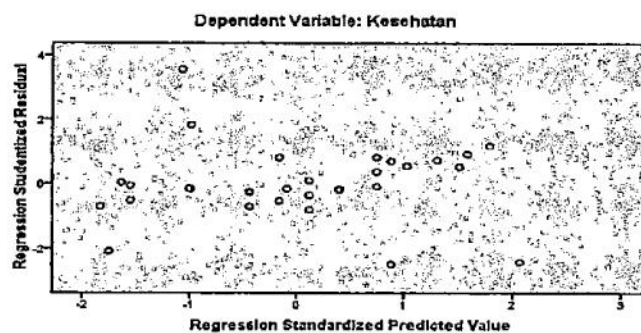 Dependent Variable: Kesehatan
Regression Studentized Residual
4
2
0
-2
-2 -1 0 1 2 3
Regression Standardized Predicted Value